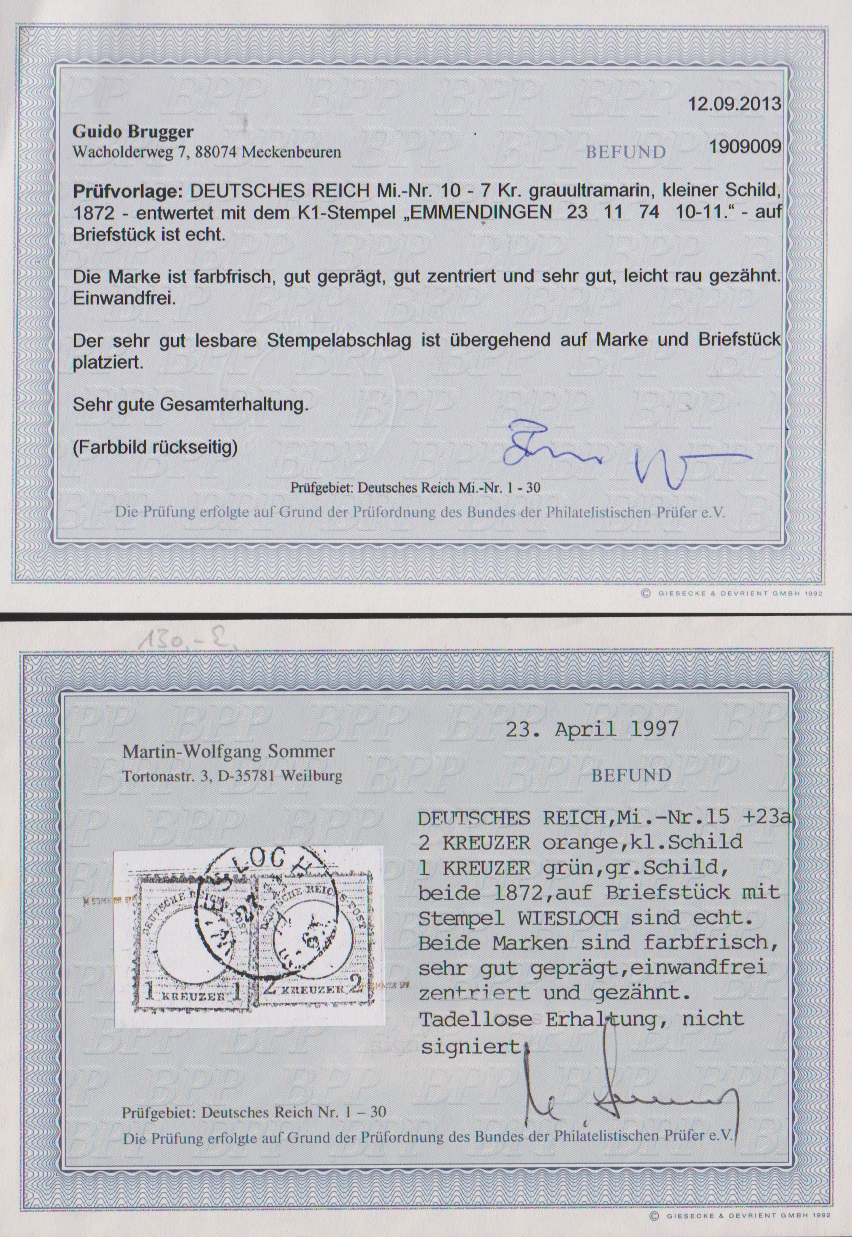 12.09.2013
Guido Brugger
Wacholderweg 7, 88074 Meckenbeuren
BEFUND 1909009
Prüfvorlage: DEUTSCHES REICH Mi.-Nr. 10 - 7 Kr. grauultramarin, kleiner Schild,
1872 - entwertet mit dem K1-Stempel „EMMENDINGEN 23 11 74 10-11.“ - auf
Briefstück ist echt.
Die Marke ist farbfrisch, gut geprägt, gut zentriert und sehr gut, leicht rau gezähnt.
Einwandfrei.
Der sehr gut lesbare Stempelabschlag ist übergehend auf Marke und Briefstück
platziert.
Sehr gute Gesamterhaltung.
(Farbbild rückseitig)
Prüfgebiet: Deutsches Reich Mi.-Nr. 1 - 30
Die Prüfung erfolgte auf Grund der Prüfordnung des Bundes der Philatelistischen Prüfer e.V.
© GIESECKE & DEVRIENT GMBH 1992
130,-
23. April 1997
Martin-Wolfgang Sommer
Tortonastr. 3, D-35781 Weilburg
BEFUND
DEUTSCHES REICH,Mi.-Nr.15 +23a
2 KREUZER orange,kl.Schild
1 KREUZER grün,gr.Schild,
beide 1872,auf Briefstück mit
Stempel WIESLOCH sind echt.
Beide Marken sind farbfrisch,
sehr gut geprägt,einwandfrei
zentriert und gezähnt.
Tadellose Erhaltung, nicht
signiert.
1 KREUZER 1 2 KREUZER 2
Prüfgebiet: Deutsches Reich Nr. 1 – 30
Die Prüfung erfolgte auf Grund der Prüfordnung des Bundes der Philatelistischen Prüfer e.V.
© GIESECKE & DEVRIENT GMBH 1992